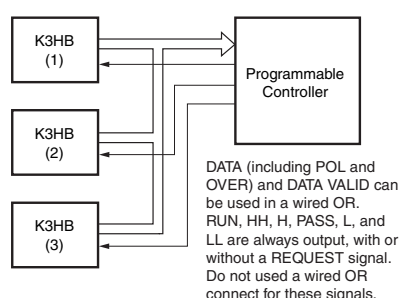 K3HB
(1)
Programmable
Controller
K3HB
(2)
K3HB
(3)
DATA (including POL and
OVER) and DATA VALID can
be used in a wired OR.
RUN, HH, H, PASS, L, and
LL are always output, with or
without a REQUEST signal.
Do not used a wired OR
connect for these signals.